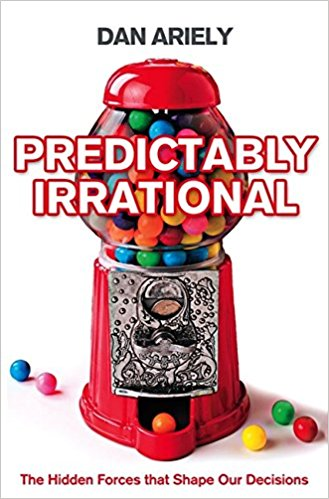 DAN ARIELY
PREDICTABLY
IRRATIONAL
The Hidden Forces that Shape Our Decisions